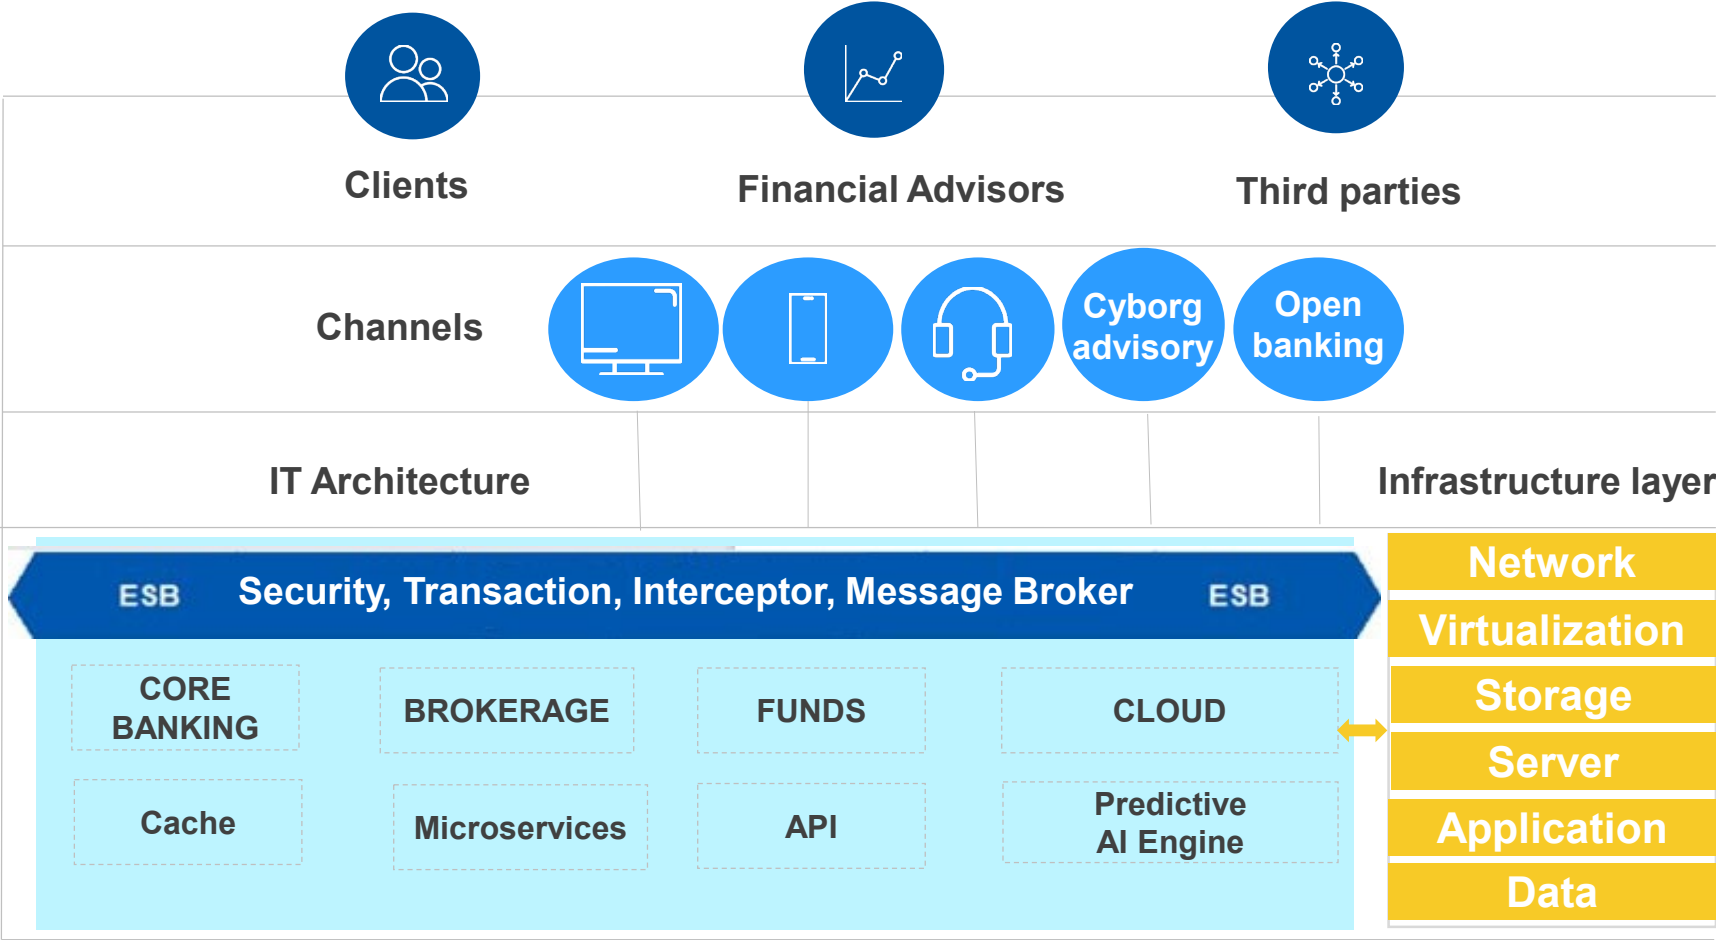 Clients
Financial Advisors
Third parties
Channels
Cyborg
advisory
Open
banking
IT Architecture
Infrastructure layer
ESB
Security, Transaction, Interceptor, Message Broker
ESB
CORE
BANKING
BROKERAGE
FUNDS
CLOUD
Cache
Microservices
API
Predictive
AI Engine
Network
Virtualization
Storage
Server
Application
Data